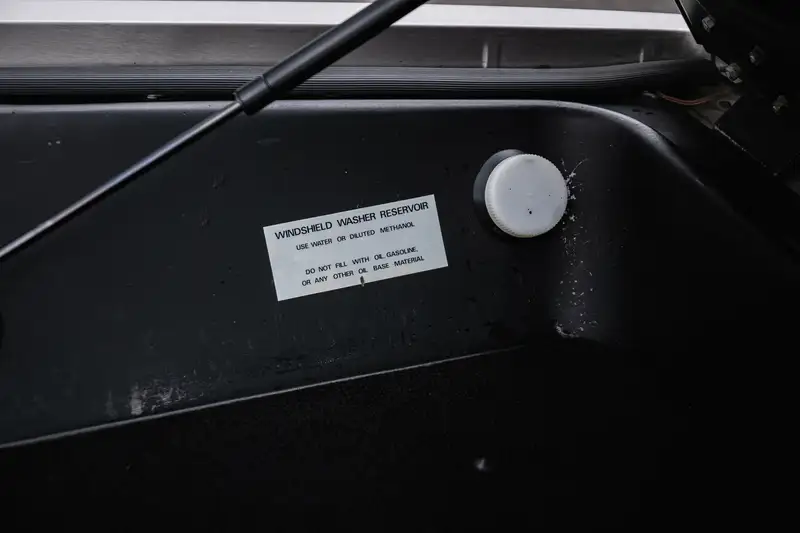 WINDSHIELD WASHER RESERVOIR
USE WATER OR DILUTED METHANOL
DO NOT FILL WITH OIL, GASOLINE,
OR ANY OTHER OIL BASE MATERIAL